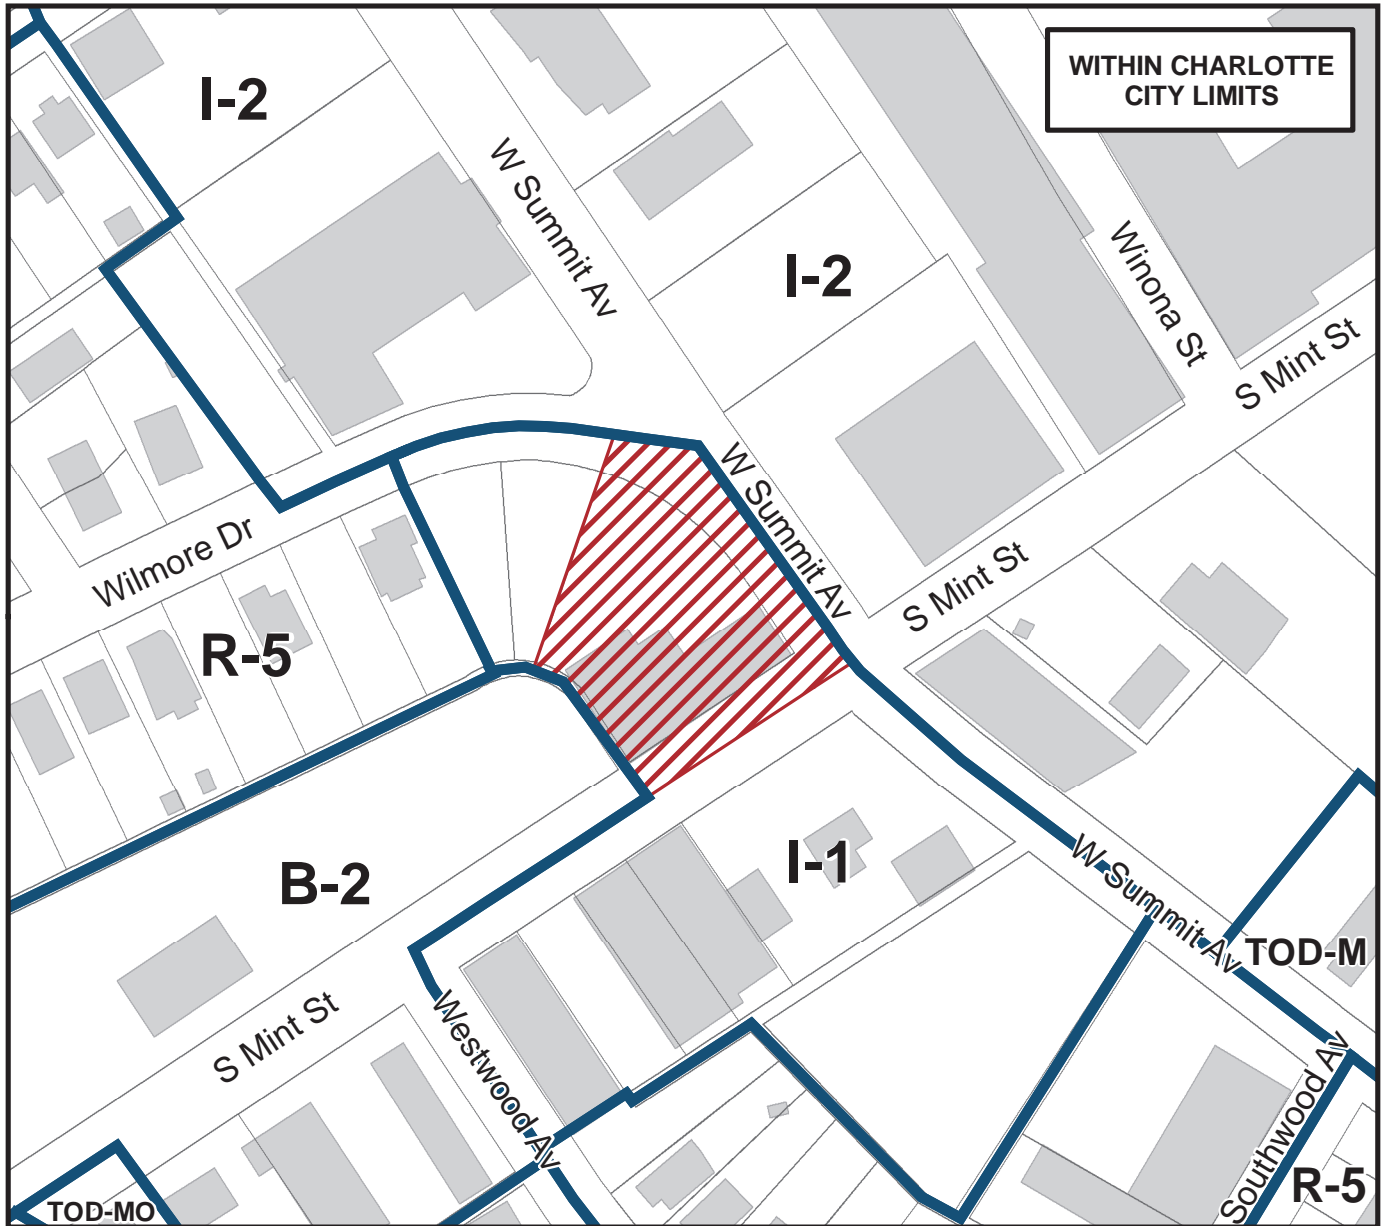 WITHIN CHARLOTTE
CITY LIMITS
I-2
W Summit Av
I-2
Winona St
S Mint St
W Summit Av
Wilmore Dr
S Mint St
R-5
B-2
I-1
W Summit Av
TOD-M
S Mint St
Westwood Av
Southwood Av
R-5
TOD-MO